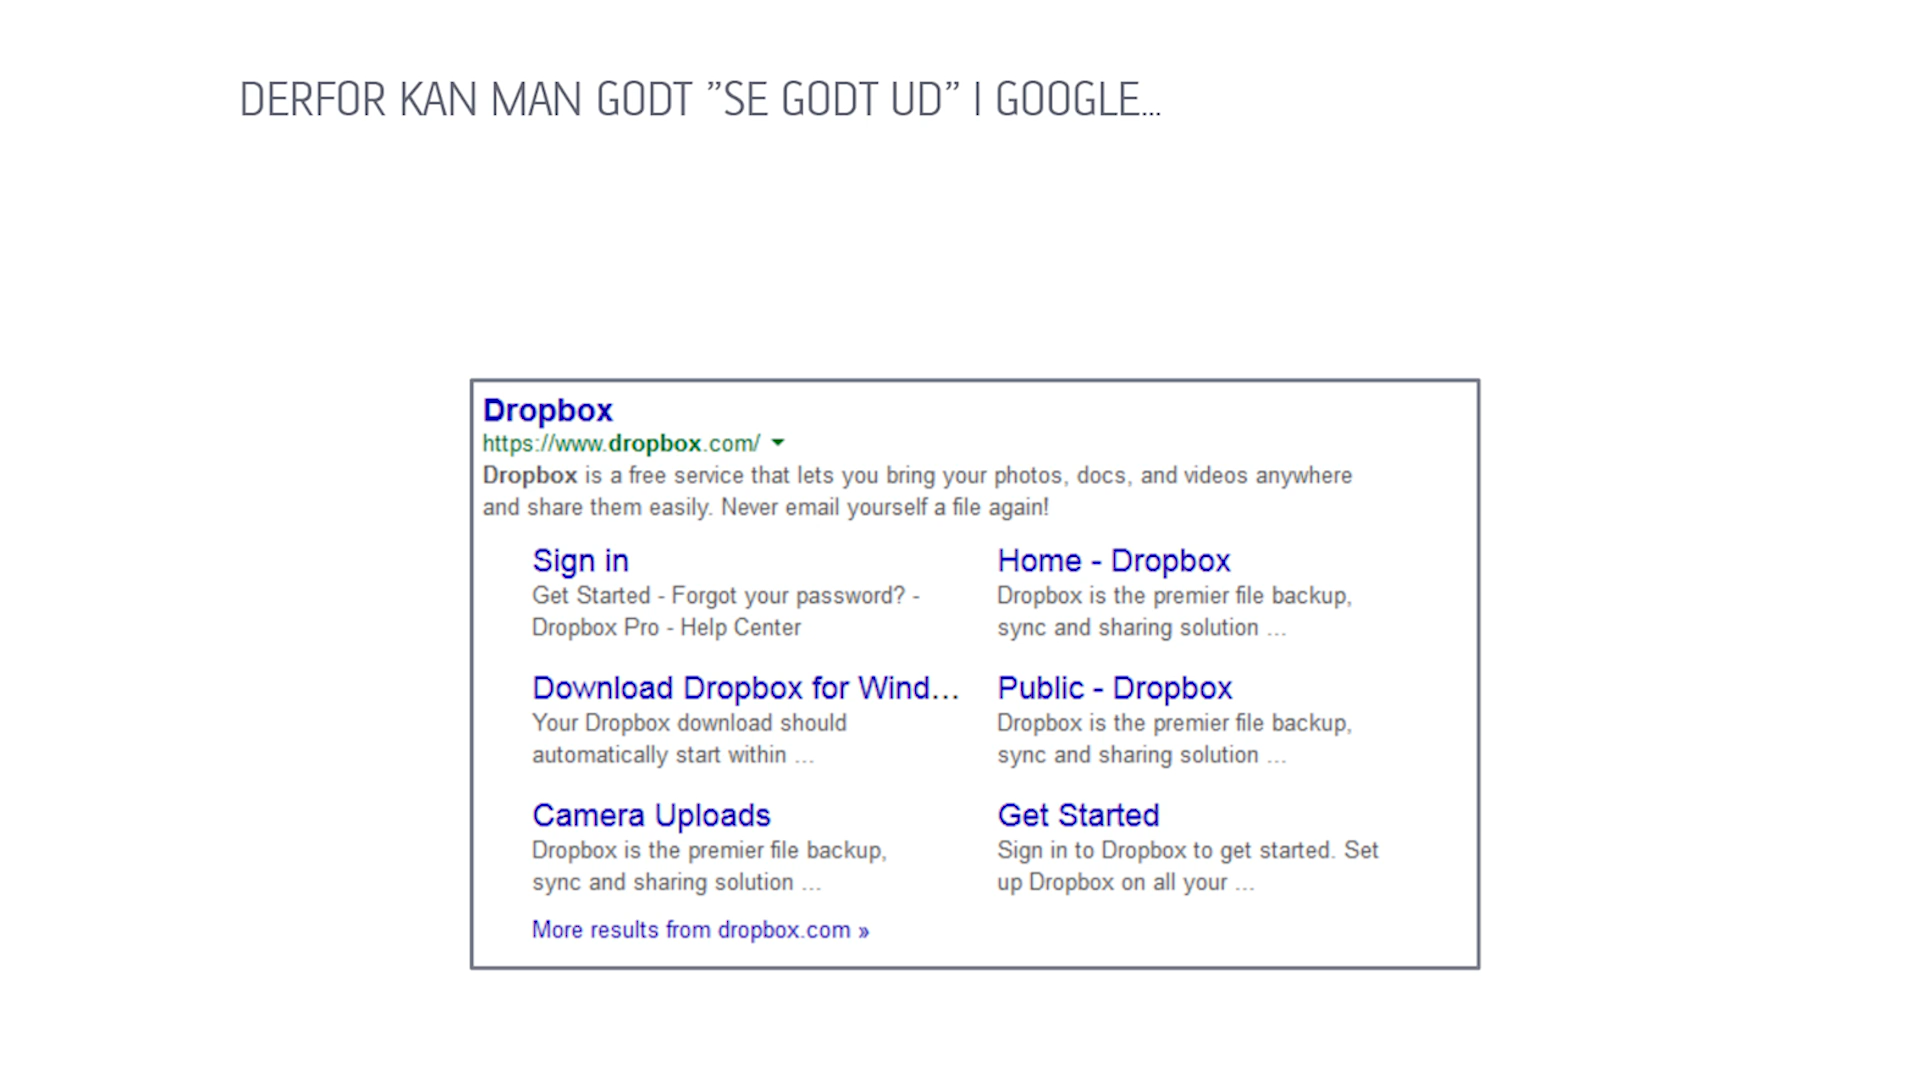 DERFOR KAN MAN GODT ”SE GODT UD” I GOOGLE...
Dropbox
https://www.dropbox.com/
Dropbox is a free service that lets you bring your photos, docs, and videos anywhere
and share them easily. Never email yourself a file again!
Sign in
Get Started - Forgot your password? -
Dropbox Pro - Help Center
Home - Dropbox
Dropbox is the premier file backup,
sync and sharing solution ...
Download Dropbox for Wind...
Your Dropbox download should
automatically start within ...
Public - Dropbox
Dropbox is the premier file backup,
sync and sharing solution ...
Camera Uploads
Dropbox is the premier file backup,
sync and sharing solution ...
Get Started
Sign in to Dropbox to get started. Set
up Dropbox on all your ...
More results from dropbox.com »